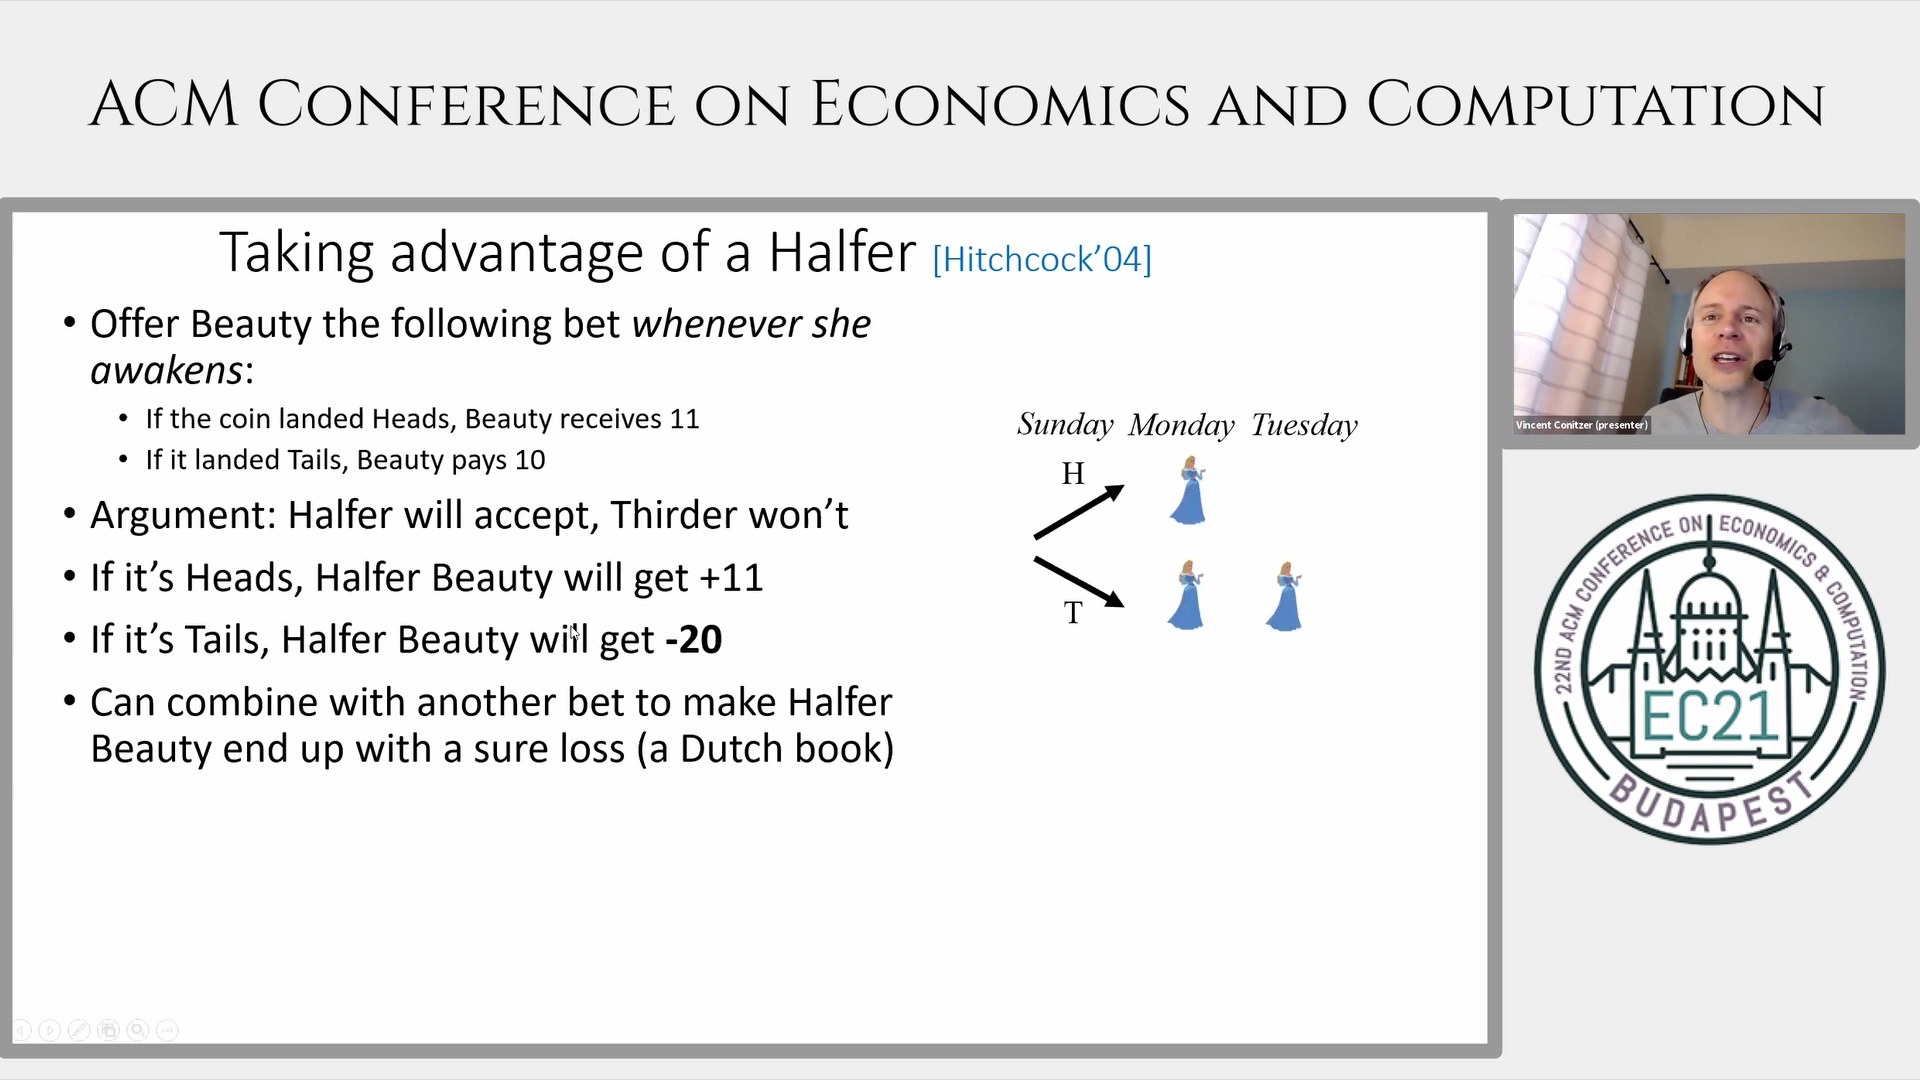 ACM Conference on Economics and Computation
Taking advantage of a Halfer [Hitchcock’04]
• Offer Beauty the following bet whenever she
awakens:
• If the coin landed Heads, Beauty receives 11
• If it landed Tails, Beauty pays 10
• Argument: Halfer will accept, Thirder won’t
• If it’s Heads, Halfer Beauty will get +11
• If it’s Tails, Halfer Beauty will get -20
• Can combine with another bet to make Halfer
Beauty end up with a sure loss (a Dutch book)
Sunday Monday Tuesday
H
T
Vincent Conitzer (presenter)
22ND ACM CONFERENCE ON ECONOMICS & COMPUTATION
EC21
BUDAPEST